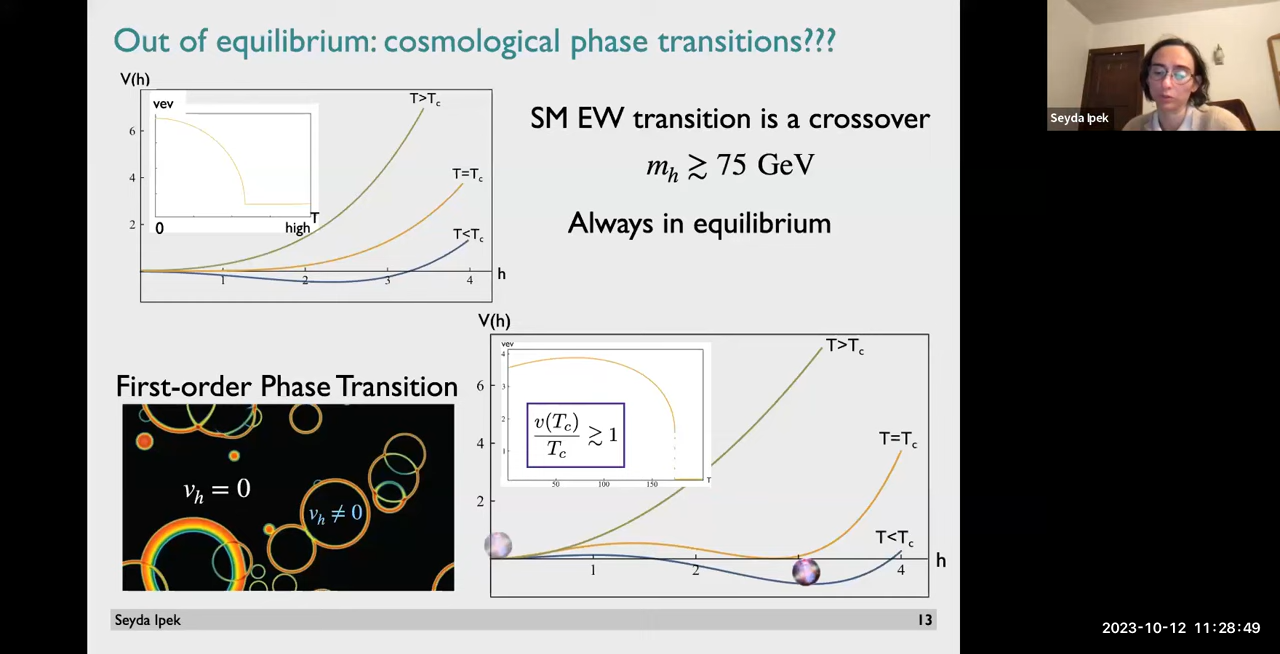 Out of equilibrium: cosmological phase transitions???
V(h)
vev
T>Tc
6
4
T=Tc
2
T
0
high
T<Tc
1
2
3
4
h
SM EW transition is a crossover
mh ≳ 75 GeV
Always in equilibrium
Seyda Ipek
First-order Phase Transition
vh = 0
vh ≠ 0
V(h)
vev
4
3
2
1
v(Tc)/Tc ≳ 1
50
100
150
T
T>Tc
6
4
T=Tc
2
T<Tc
1
2
4
h
Seyda Ipek
13
2023-10-12 11:28:49